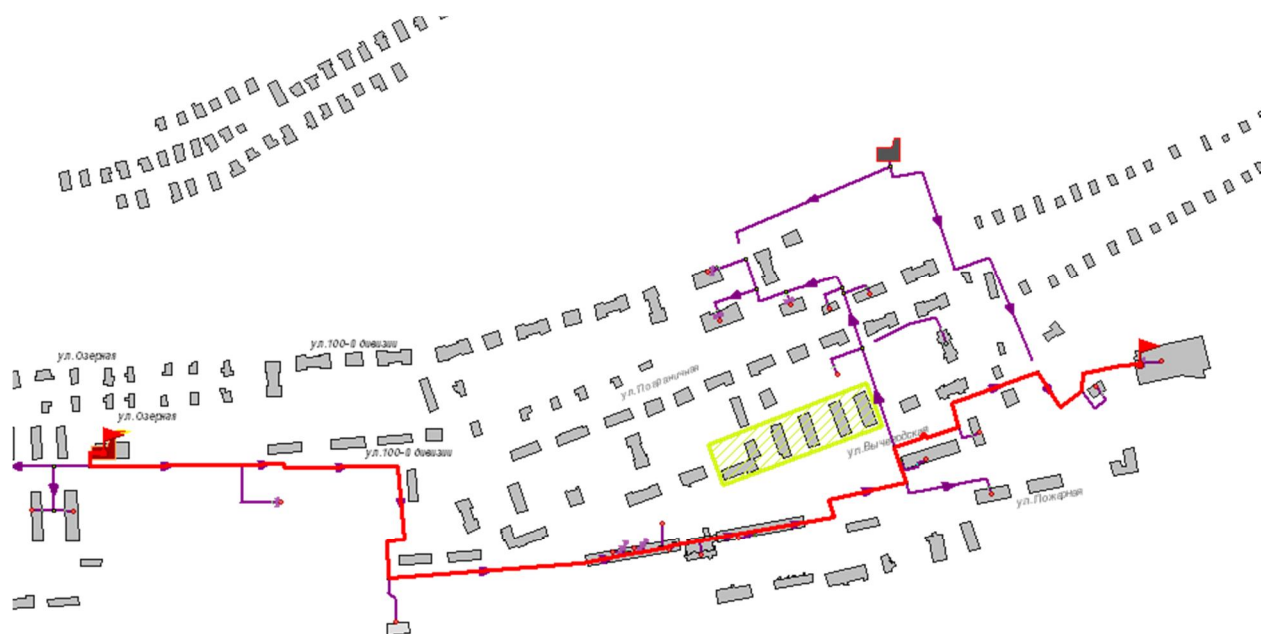 ул.100-й дивизии
ул.Озерная
ул.Пограничная
ул.Озерная
ул.Вычегодская
ул.100-й дивизии
ул.Пожарная